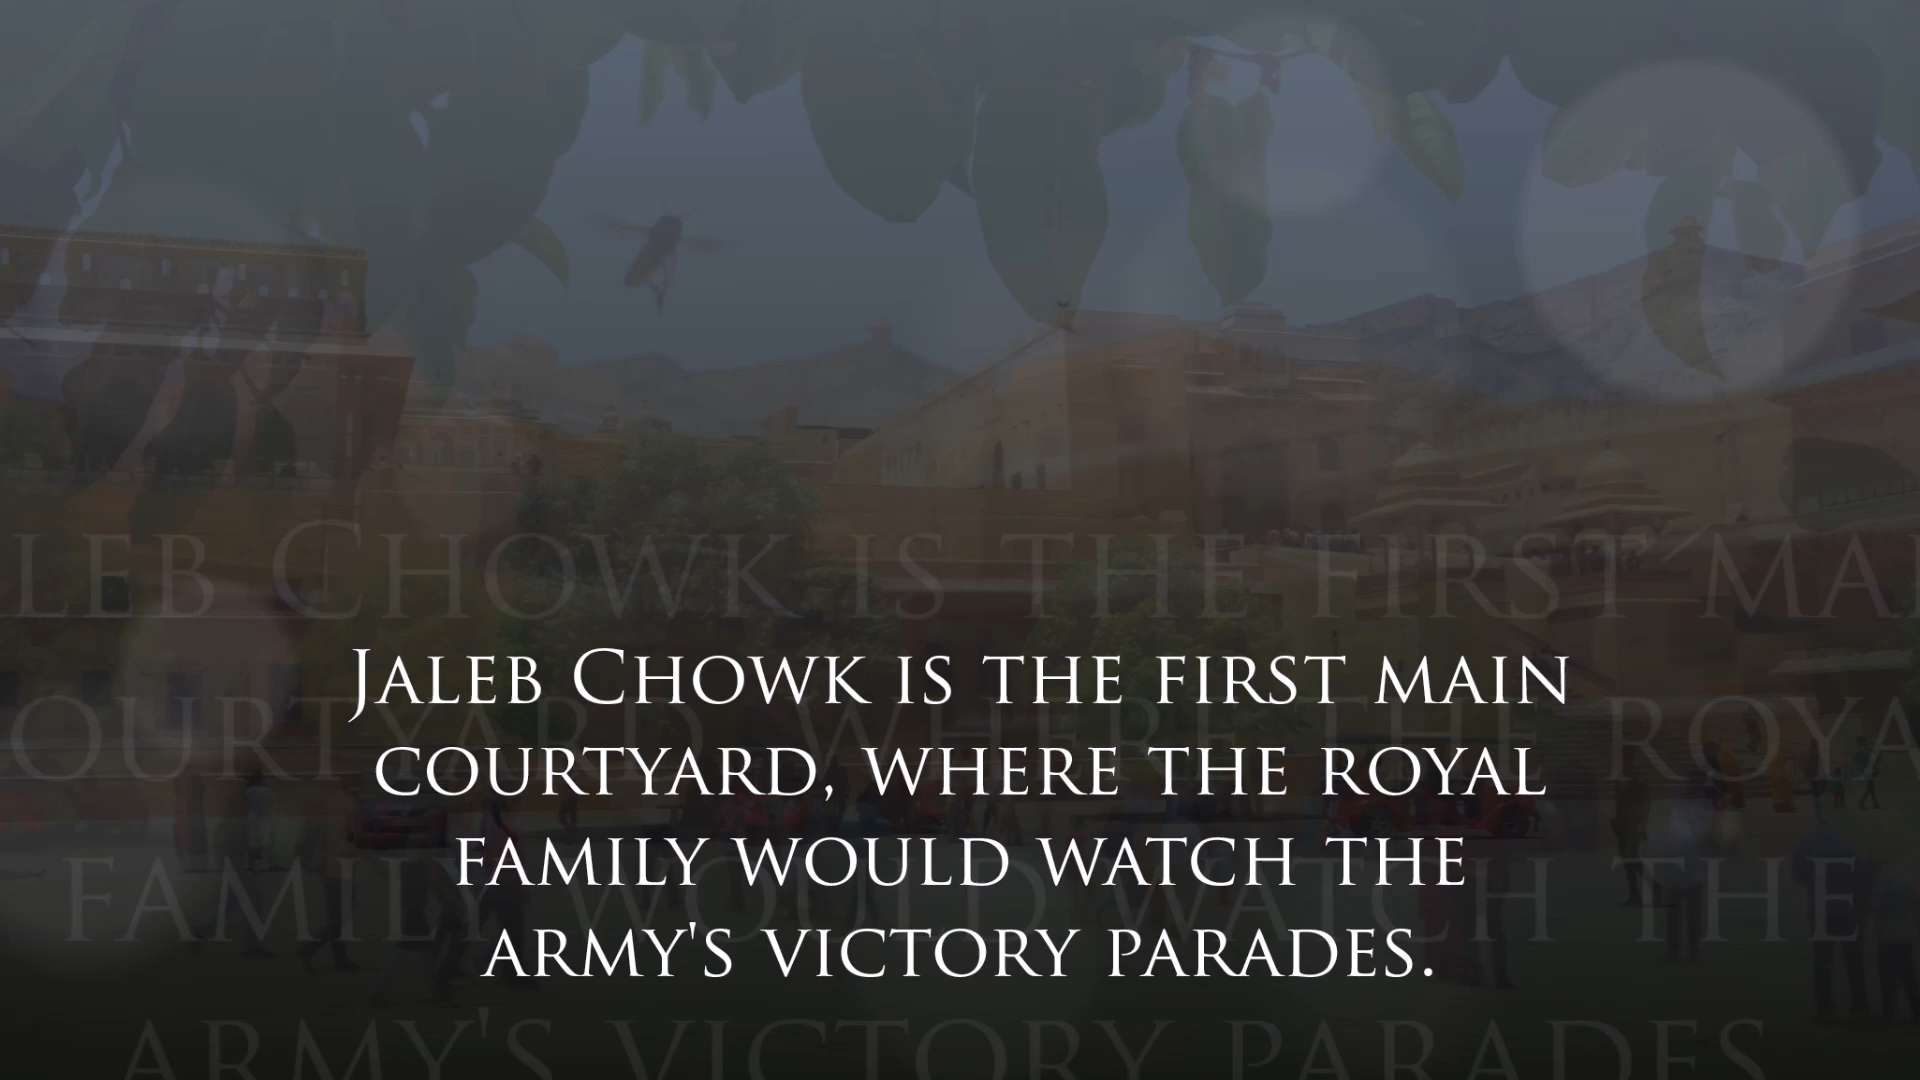 Jaleb Chowk is the first main
courtyard, where the royal
family would watch the
army's victory parades.